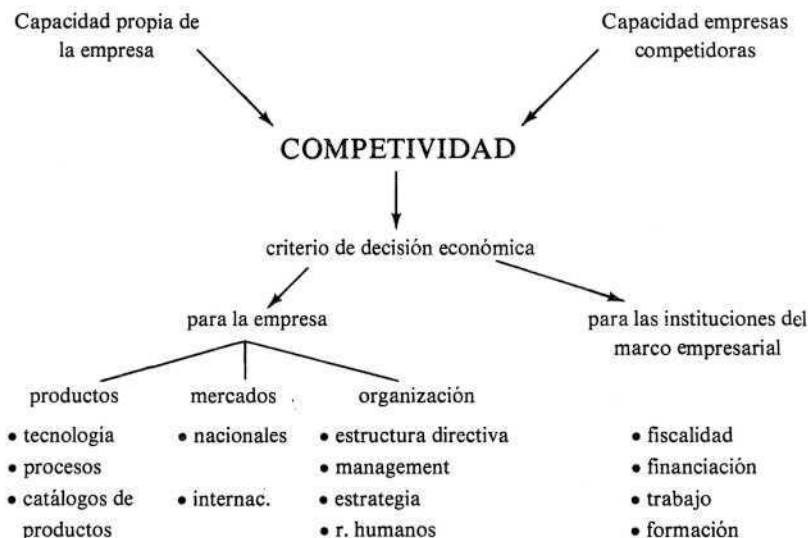 Capacidad propia de
la empresa
Capacidad empresas
competidoras
COMPETIVIDAD
criterio de decisión económica
para la empresa
para las instituciones del
marco empresarial
productos
mercados
organización
• tecnología
• procesos
• catálogos de
productos
• nacionales
• internac.
• estructura directiva
• management
• estrategia
• r. humanos
• fiscalidad
• financiación
• trabajo
• formación